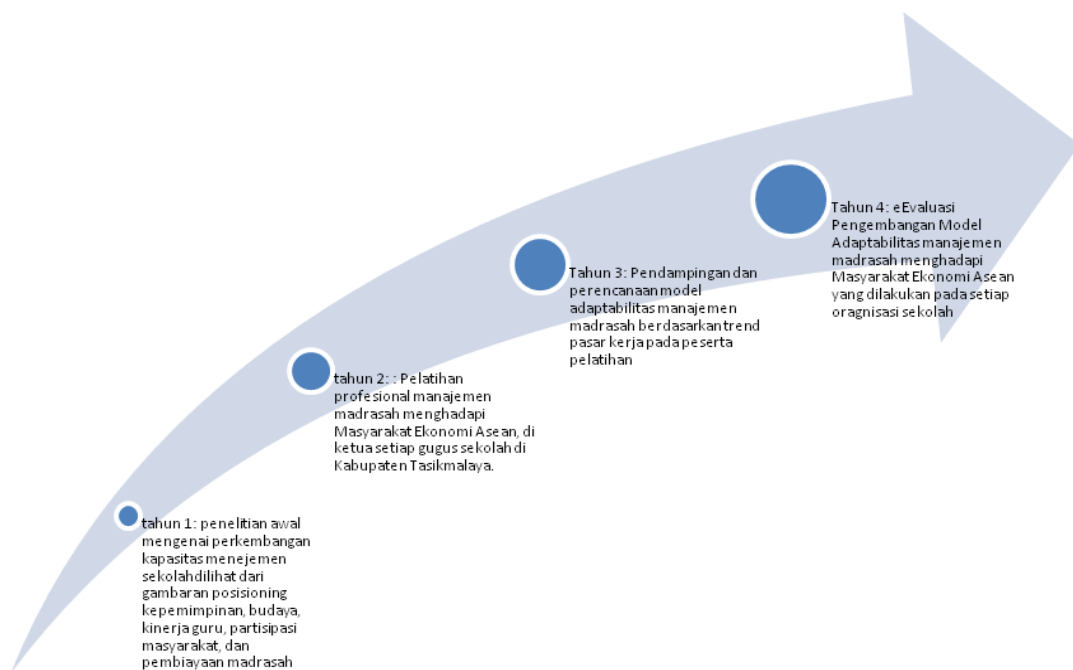 tahun 1: penelitian awal
mengenai perkembangan
kapasitas menejemen
sekolahdilihat dari
gambaran posisioning
kepemimpinan, budaya,
kinerja guru, partisipasi
masyarakat, dan
pembiayaan madrasah
tahun 2: : Pelatihan
profesional manajemen
madrasah menghadapi
Masyarakat Ekonomi Asean, di
ketua setiap gugus sekolah di
Kabupaten Tasikmalaya.
Tahun 3: Pendampingan dan
perencanaan model
adaptabilitas manajemen
madrasah berdasarkan trend
pasar kerja pada peserta
pelatihan
Tahun 4: eEvaluasi
Pengembangan Model
Adaptabilitas manajemen
madrasah menghadapi
Masyarakat Ekonomi Asean
yang dilakukan pada setiap
oragnisasi sekolah